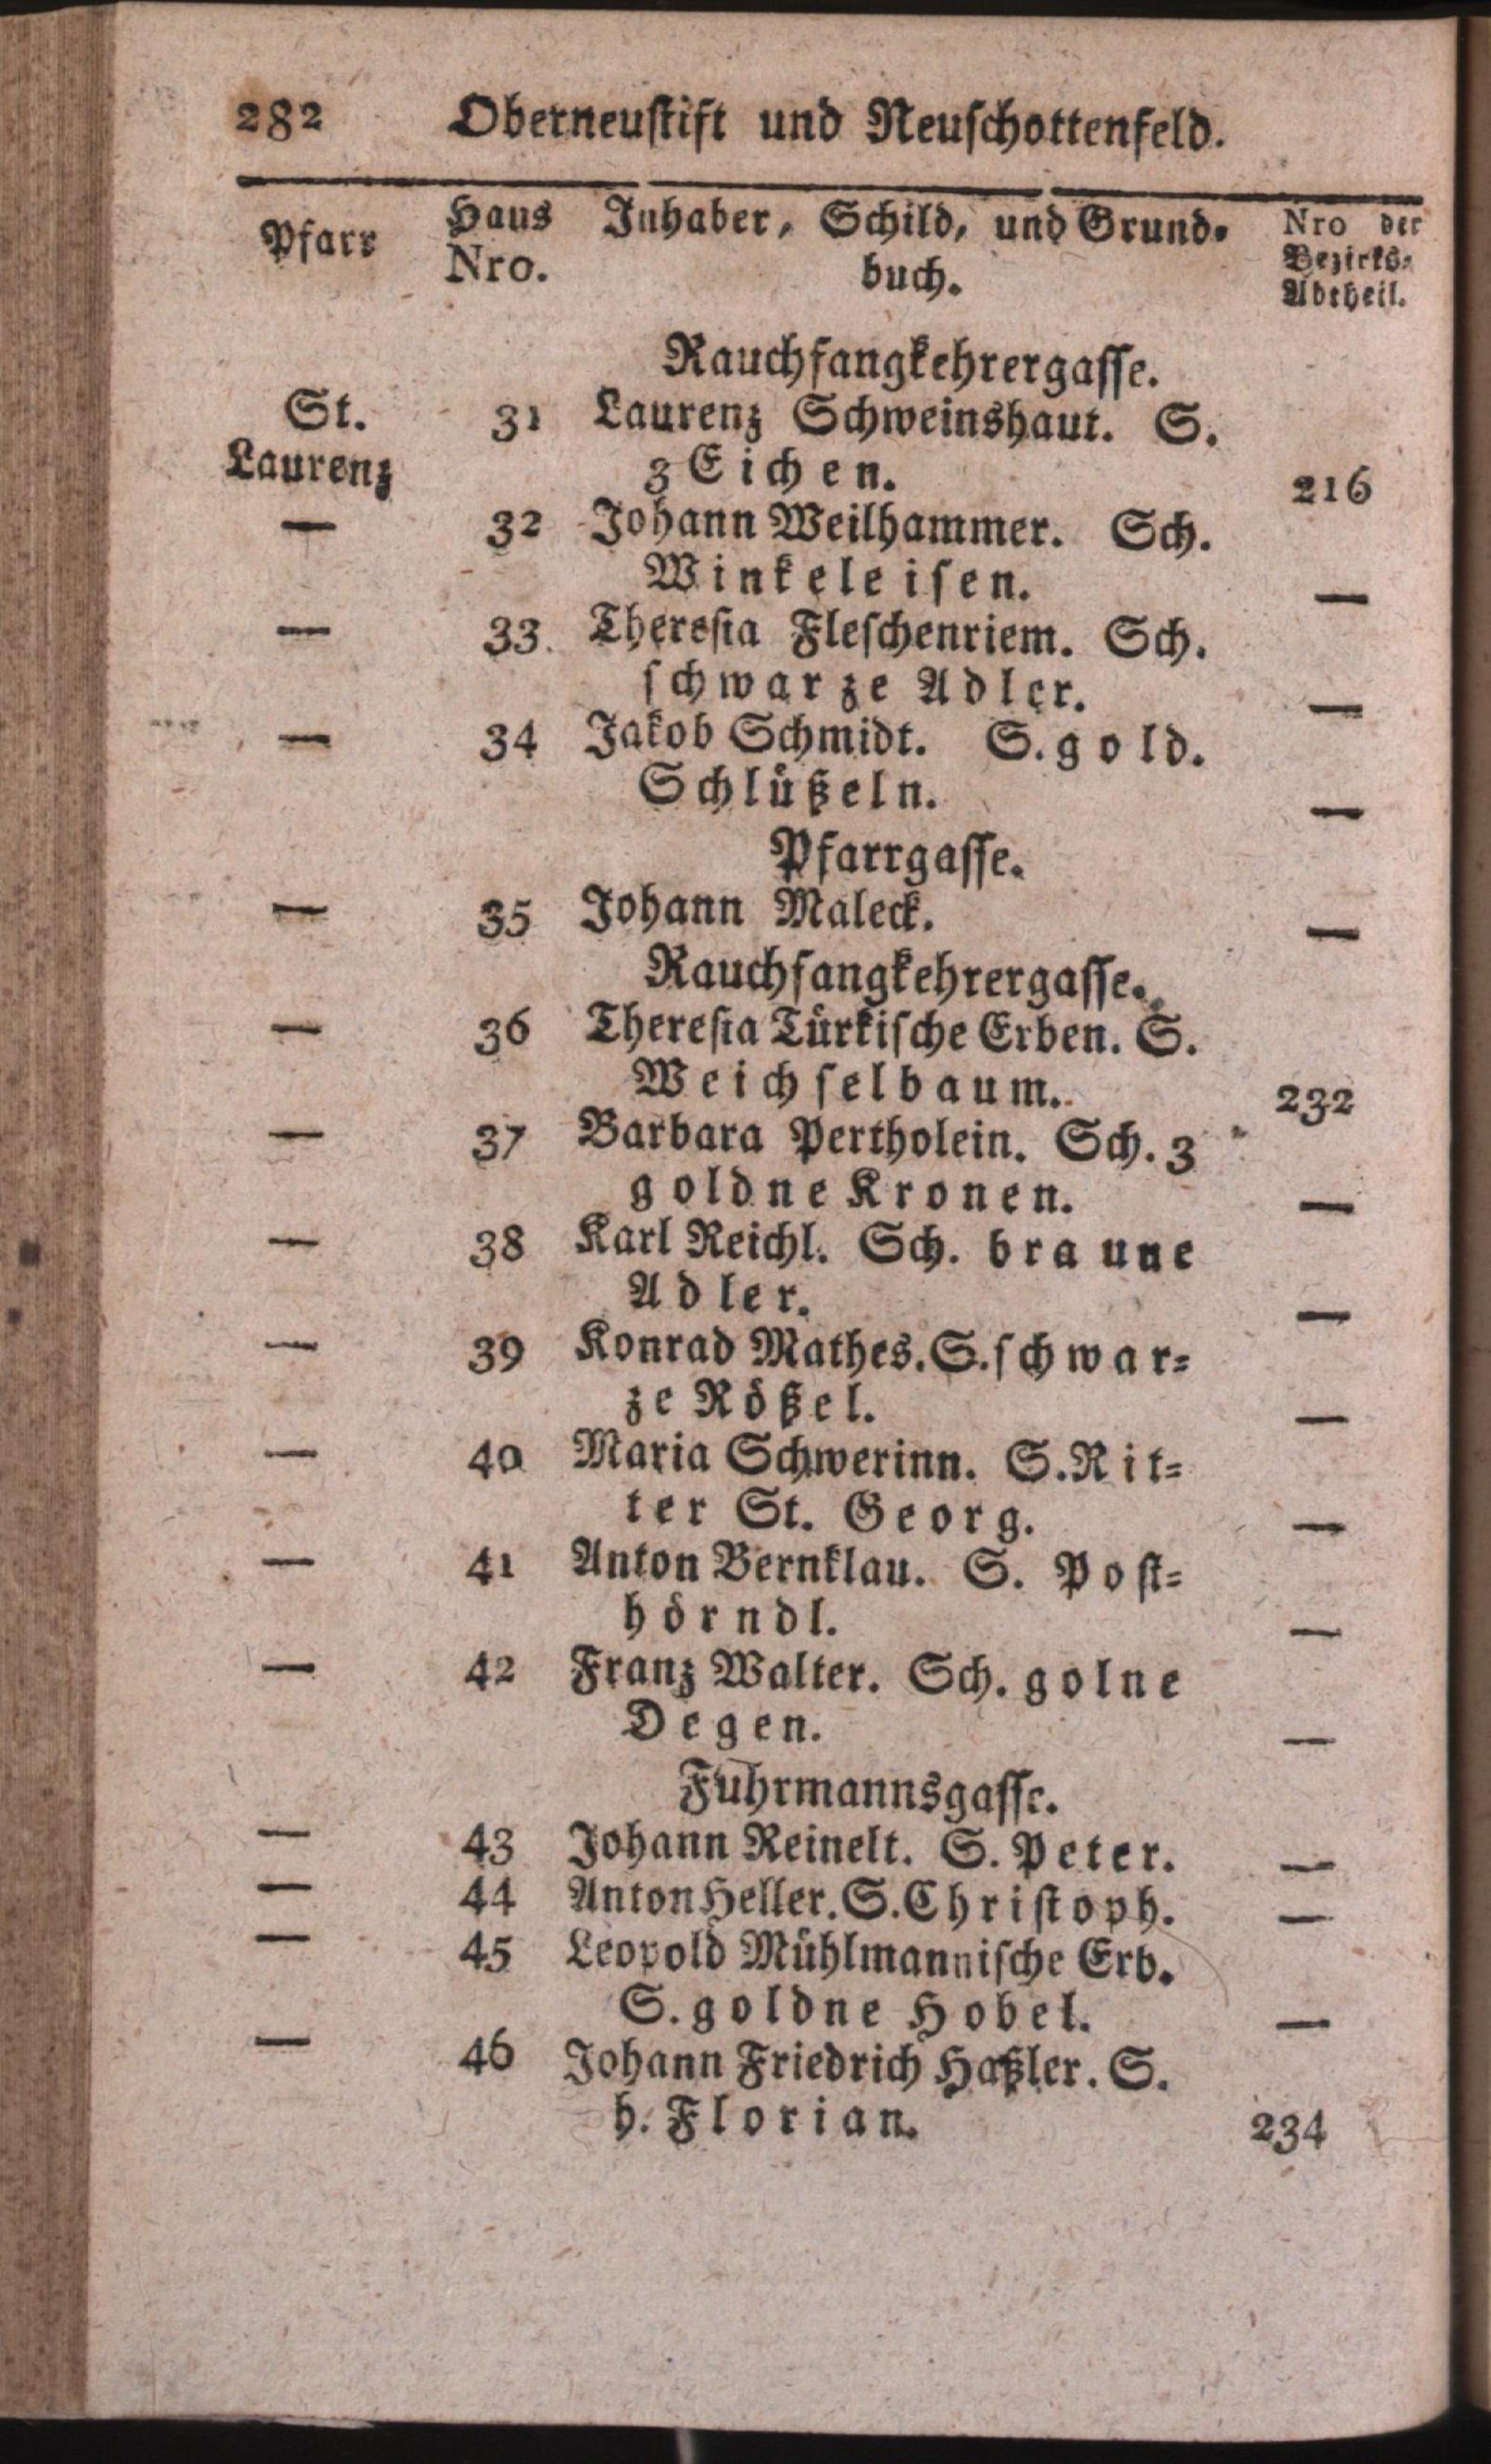 282 Oberneustift und Neuschottenfeld.
Pfarr Haus Nro. Inhaber, Schild, und Grund-
buch. Nro der Bezirks-Abtheil.
Rauchfangkehrergasse.
St. 31 Laurenz Schweinshaut. S.
Laurenz 3 Eichen. 216
— 32 Johann Weilhammer. Sch.
Winkeleisen. —
— 33. Theresia Fleschenriem. Sch.
schwarze Adler. —
— 34 Jakob Schmidt. S. gold.
Schlüßeln. —
Pfarrgasse.
— 35 Johann Maleck. —
Rauchfangkehrergasse.
— 36 Theresia Türkische Erben. S.
Weichselbaum. 232
— 37 Barbara Pertholein. Sch. 3
goldne Kronen. —
— 38 Karl Reichl. Sch. braune
Adler. —
— 39 Konrad Mathes. S. schwar-
ze Rößel. —
— 40 Maria Schwerinn. S. Rit-
ter St. Georg. —
— 41 Anton Bernklau. S. Post-
hörndl. —
— 42 Franz Walter. Sch. golne
Degen. —
Fuhrmannsgasse.
— 43 Johann Reinelt. S. Peter. —
— 44 Anton Heller. S. Christoph. —
— 45 Leopold Mühlmannische Erb.
S. goldne Hobel. —
— 46 Johann Friedrich Haßler. S.
h. Florian. 234